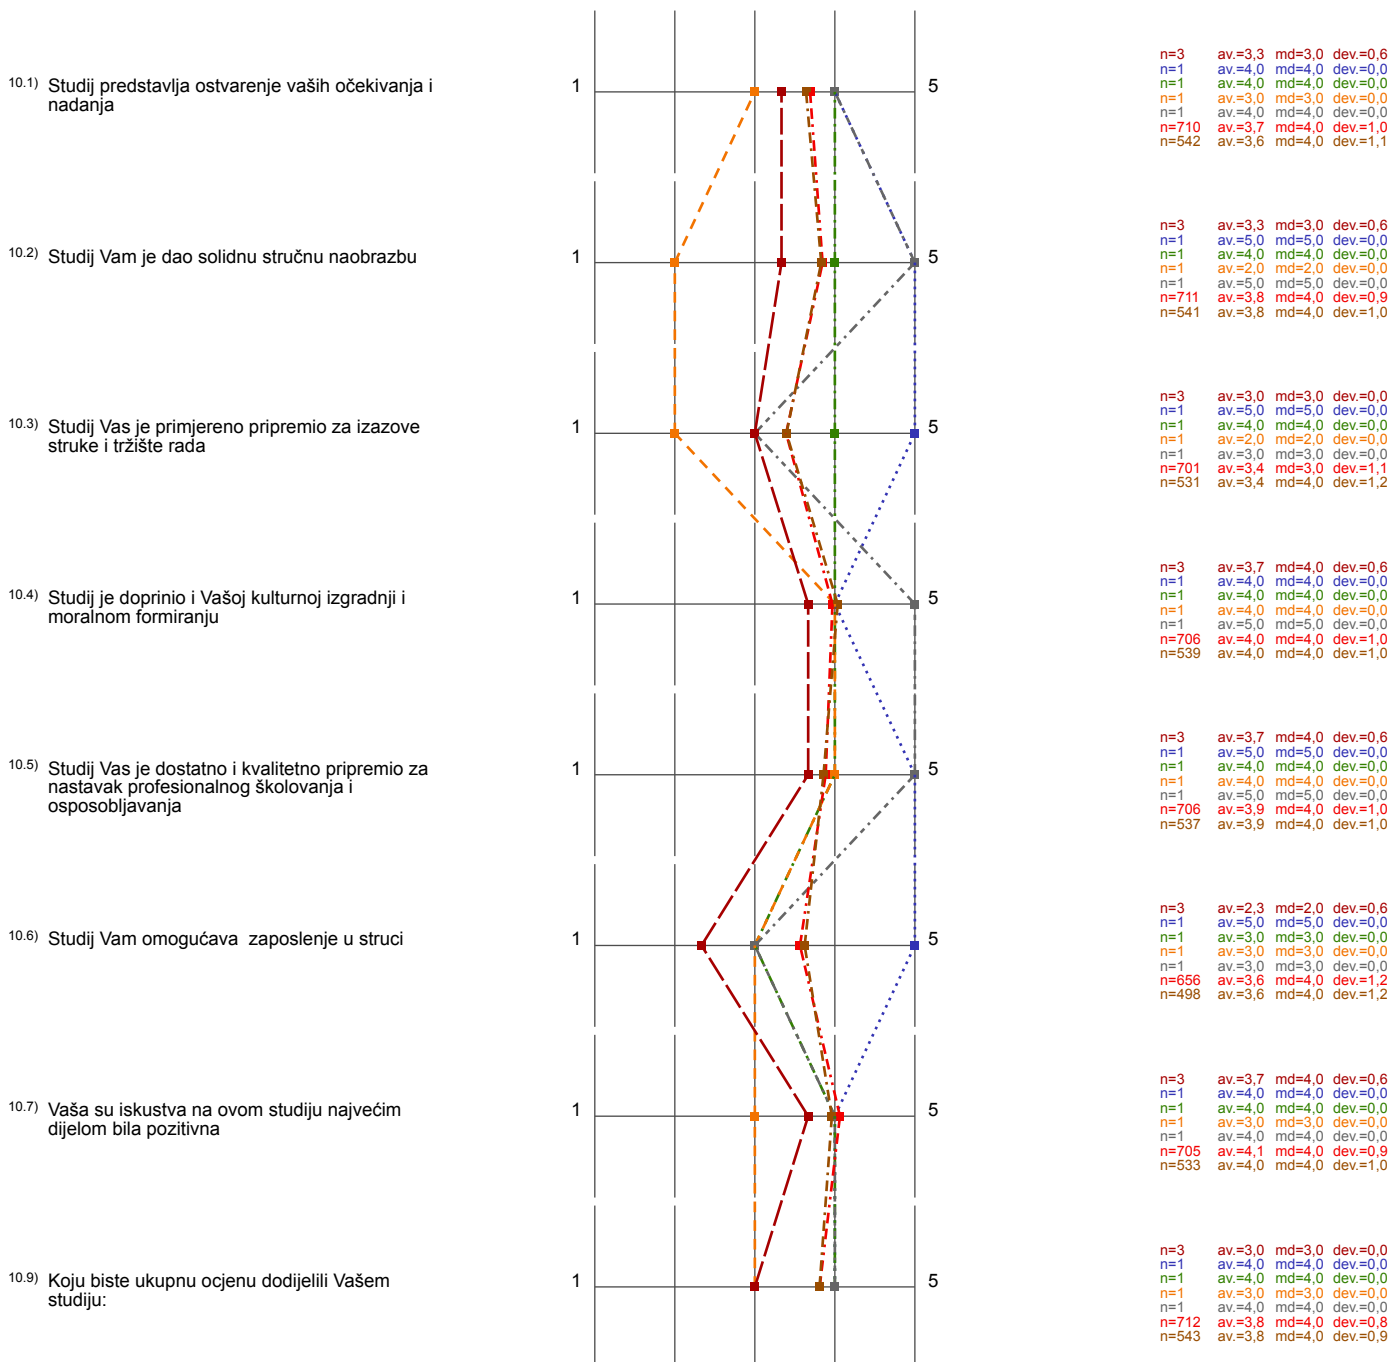 10.1) Studij predstavlja ostvarenje vaših očekivanja i
nadanja
1
5
n=3 av.=3,3 md=3,0 dev.=0,6
n=1 av.=4,0 md=4,0 dev.=0,0
n=1 av.=4,0 md=4,0 dev.=0,0
n=1 av.=3,0 md=3,0 dev.=0,0
n=1 av.=4,0 md=4,0 dev.=0,0
n=710 av.=3,7 md=4,0 dev.=1,0
n=542 av.=3,6 md=4,0 dev.=1,1
10.2) Studij Vam je dao solidnu stručnu naobrazbu
1
5
n=3 av.=3,3 md=3,0 dev.=0,6
n=1 av.=5,0 md=5,0 dev.=0,0
n=1 av.=4,0 md=4,0 dev.=0,0
n=1 av.=2,0 md=2,0 dev.=0,0
n=1 av.=5,0 md=5,0 dev.=0,0
n=711 av.=3,8 md=4,0 dev.=0,9
n=541 av.=3,8 md=4,0 dev.=1,0
10.3) Studij Vas je primjereno pripremio za izazove
struke i tržište rada
1
5
n=3 av.=3,0 md=3,0 dev.=0,0
n=1 av.=5,0 md=5,0 dev.=0,0
n=1 av.=4,0 md=4,0 dev.=0,0
n=1 av.=2,0 md=2,0 dev.=0,0
n=1 av.=3,0 md=3,0 dev.=0,0
n=701 av.=3,4 md=3,0 dev.=1,1
n=531 av.=3,4 md=4,0 dev.=1,2
10.4) Studij je doprinio i Vašoj kulturnoj izgradnji i
moralnom formiranju
1
5
n=3 av.=3,7 md=4,0 dev.=0,6
n=1 av.=4,0 md=4,0 dev.=0,0
n=1 av.=4,0 md=4,0 dev.=0,0
n=1 av.=4,0 md=4,0 dev.=0,0
n=1 av.=5,0 md=5,0 dev.=0,0
n=706 av.=4,0 md=4,0 dev.=1,0
n=539 av.=4,0 md=4,0 dev.=1,0
10.5) Studij Vas je dostatno i kvalitetno pripremio za
nastavak profesionalnog školovanja i
osposobljavanja
1
5
n=3 av.=3,7 md=4,0 dev.=0,6
n=1 av.=5,0 md=5,0 dev.=0,0
n=1 av.=4,0 md=4,0 dev.=0,0
n=1 av.=4,0 md=4,0 dev.=0,0
n=1 av.=5,0 md=5,0 dev.=0,0
n=706 av.=3,9 md=4,0 dev.=1,0
n=537 av.=3,9 md=4,0 dev.=1,0
10.6) Studij Vam omogućava zaposlenje u struci
1
5
n=3 av.=2,3 md=2,0 dev.=0,6
n=1 av.=5,0 md=5,0 dev.=0,0
n=1 av.=3,0 md=3,0 dev.=0,0
n=1 av.=3,0 md=3,0 dev.=0,0
n=1 av.=3,0 md=3,0 dev.=0,0
n=656 av.=3,6 md=4,0 dev.=1,2
n=498 av.=3,6 md=4,0 dev.=1,2
10.7) Vaša su iskustva na ovom studiju najvećim
dijelom bila pozitivna
1
5
n=3 av.=3,7 md=4,0 dev.=0,6
n=1 av.=4,0 md=4,0 dev.=0,0
n=1 av.=4,0 md=4,0 dev.=0,0
n=1 av.=3,0 md=3,0 dev.=0,0
n=1 av.=4,0 md=4,0 dev.=0,0
n=705 av.=4,1 md=4,0 dev.=0,9
n=533 av.=4,0 md=4,0 dev.=1,0
10.9) Koju biste ukupnu ocjenu dodijelili Vašem
studiju:
1
5
n=3 av.=3,0 md=3,0 dev.=0,0
n=1 av.=4,0 md=4,0 dev.=0,0
n=1 av.=4,0 md=4,0 dev.=0,0
n=1 av.=3,0 md=3,0 dev.=0,0
n=1 av.=4,0 md=4,0 dev.=0,0
n=712 av.=3,8 md=4,0 dev.=0,8
n=543 av.=3,8 md=4,0 dev.=0,9